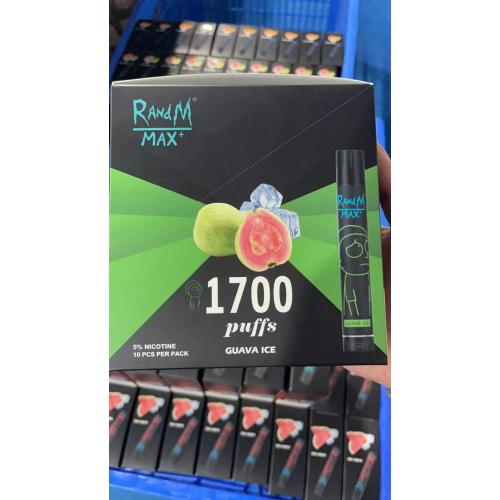 RANDM®
MAX+
RANDM
MAX+
1700
puffs
GUAVA ICE
5% NICOTINE
10 PCS PER PACK
GUAVA ICE